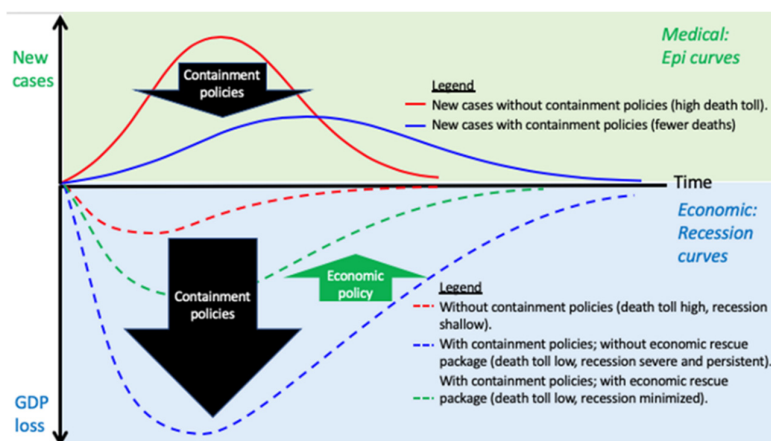 New
cases
Medical:
Epi curves
Containment
policies
Legend
New cases without containment policies (high death toll).
New cases with containment policies (fewer deaths)
Time
Economic:
Recession
curves
Containment
policies
Economic
policy
Legend
Without containment policies (death toll high, recession
shallow).
With containment policies; without economic rescue
package (death toll low, recession severe and persistent).
With containment policies; with economic rescue
package (death toll low, recession minimized).
GDP
loss